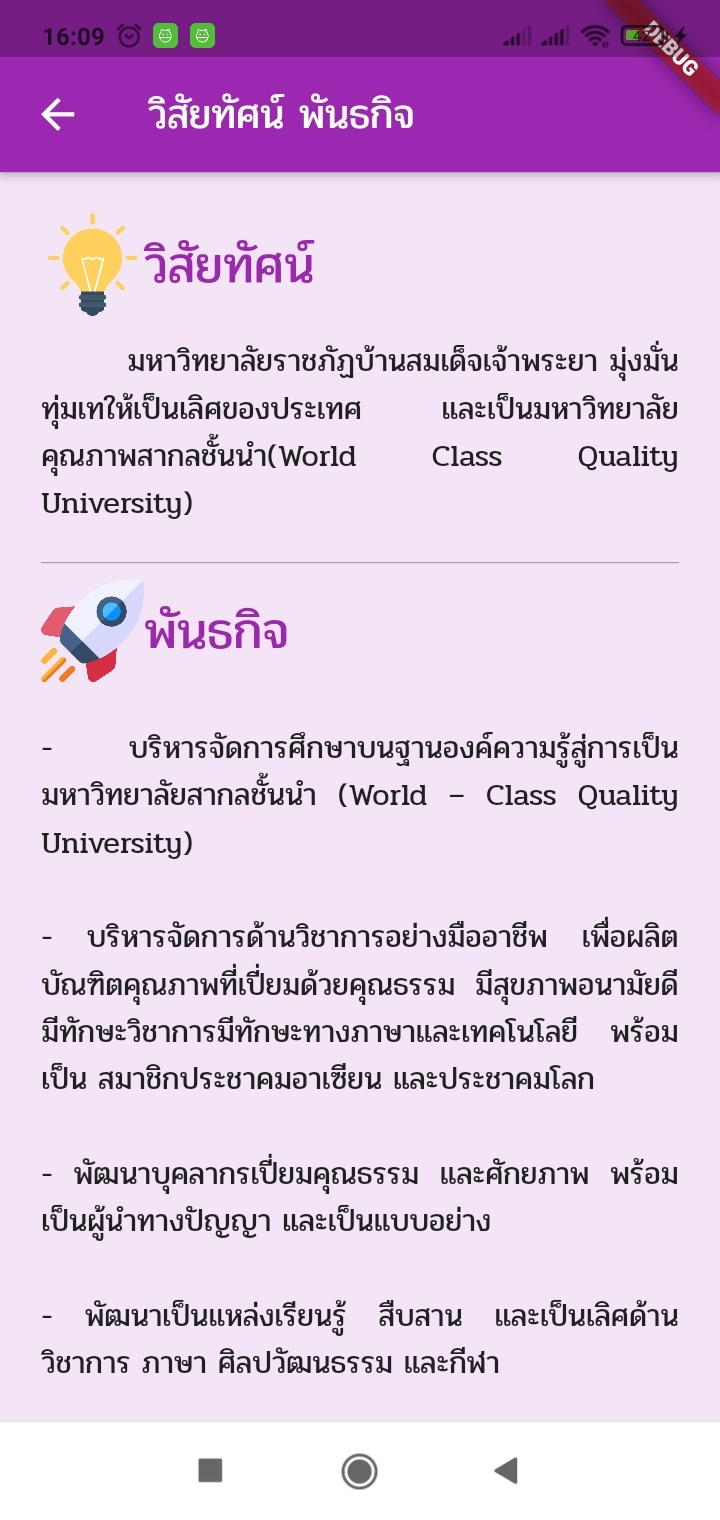 16:09
DEBUG
วิสัยทัศน์ พันธกิจ
วิสัยทัศน์
มหาวิทยาลัยราชภัฏบ้านสมเด็จเจ้าพระยา มุ่งมั่น
ทุ่มเทให้เป็นเลิศของประเทศ และเป็นมหาวิทยาลัย
คุณภาพสากลชั้นนำ(World Class Quality
University)
พันธกิจ
- บริหารจัดการศึกษาบนฐานองค์ความรู้สู่การเป็น
มหาวิทยาลัยสากลชั้นนำ (World – Class Quality
University)
- บริหารจัดการด้านวิชาการอย่างมืออาชีพ เพื่อผลิต
บัณฑิตคุณภาพที่เปี่ยมด้วยคุณธรรม มีสุขภาพอนามัยดี
มีทักษะวิชาการมีทักษะทางภาษาและเทคโนโลยี พร้อม
เป็น สมาชิกประชาคมอาเซียน และประชาคมโลก
- พัฒนาบุคลากรเปี่ยมคุณธรรม และศักยภาพ พร้อม
เป็นผู้นำทางปัญญา และเป็นแบบอย่าง
- พัฒนาเป็นแหล่งเรียนรู้ สืบสาน และเป็นเลิศด้าน
วิชาการ ภาษา ศิลปวัฒนธรรม และกีฬา